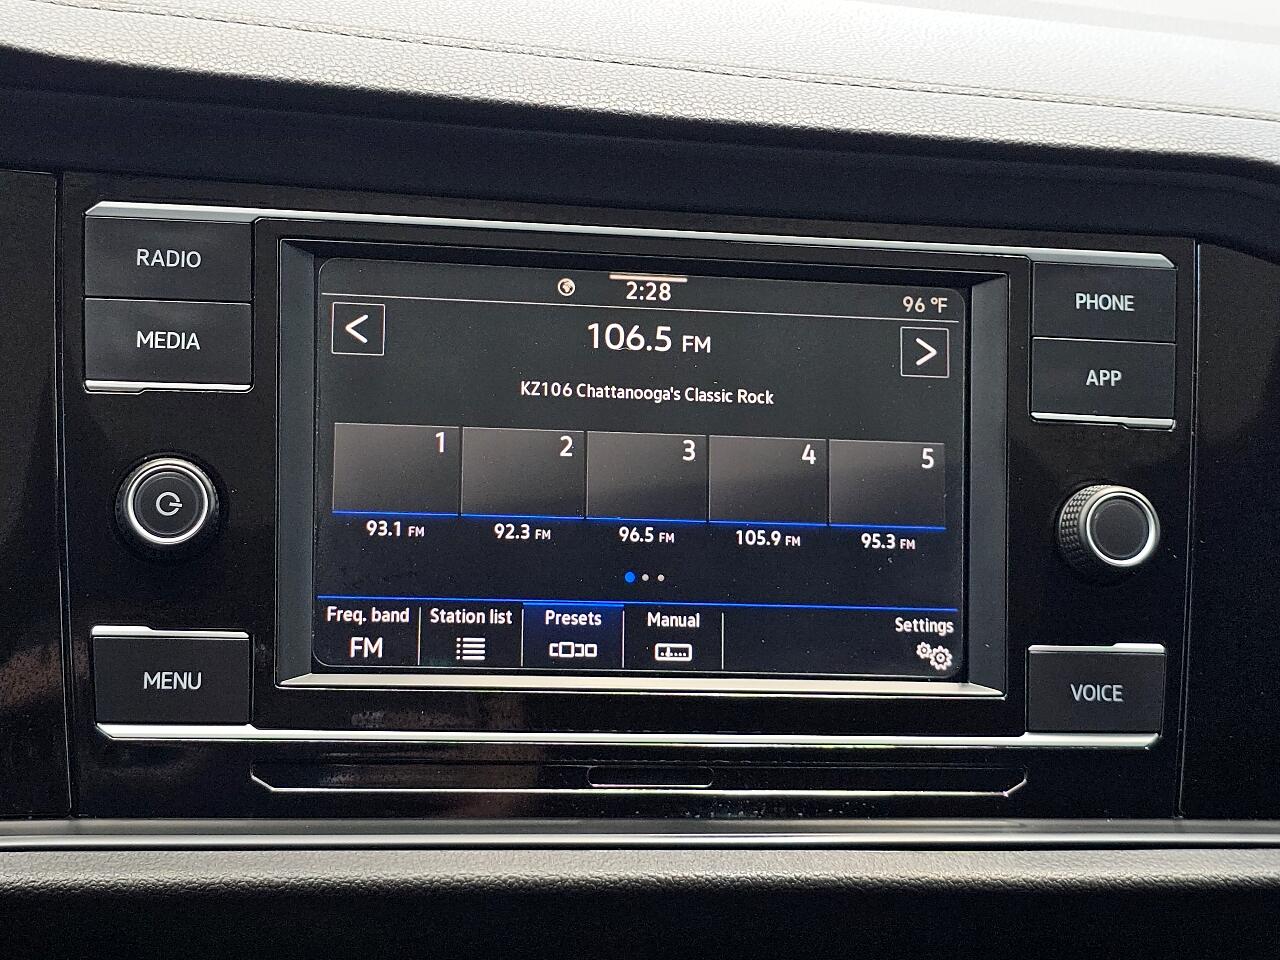 RADIO
MEDIA
MENU
2:28
96 °F
<
106.5 FM
>
KZ106 Chattanooga's Classic Rock
1 2 3 4 5
93.1 FM 92.3 FM 96.5 FM 105.9 FM 95.3 FM
Freq. band Station list Presets Manual Settings
FM
PHONE
APP
VOICE